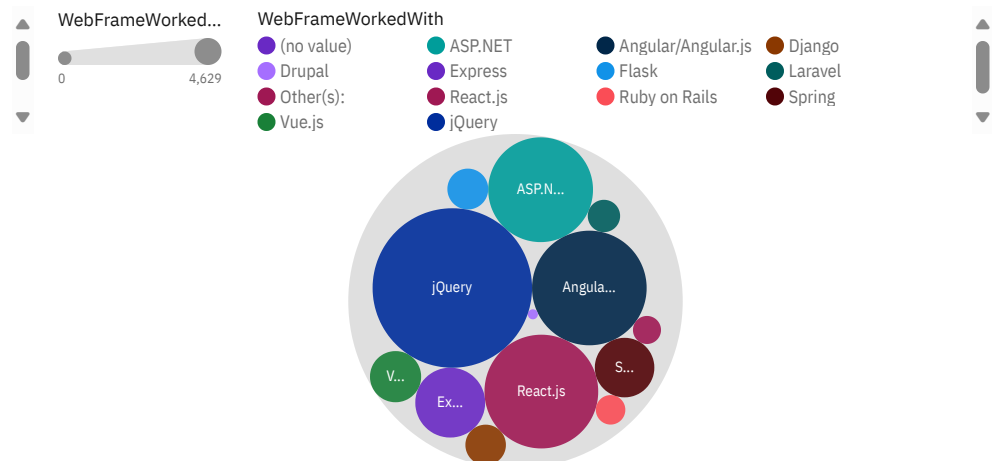 WebFrameWorked...
0 4,629
WebFrameWorkedWith
(no value) ASP.NET Angular/Angular.js Django
Drupal Express Flask Laravel
Other(s): React.js Ruby on Rails Spring
Vue.js jQuery
ASP.N...
jQuery Angula...
S...
V... React.js
Ex...